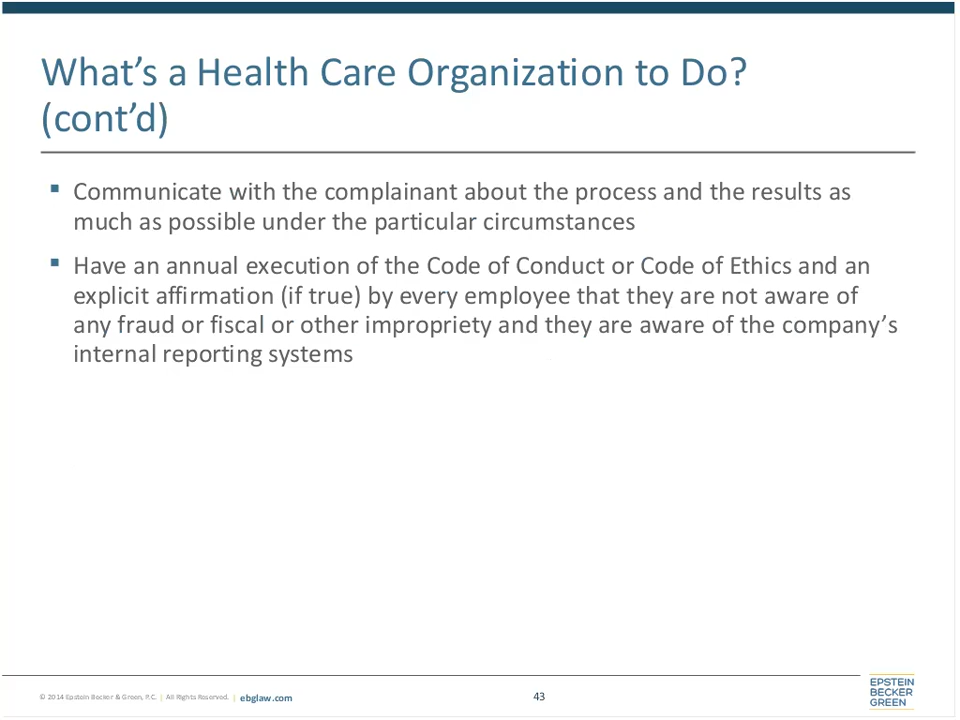 What’s a Health Care Organization to Do?
(cont’d)
▪ Communicate with the complainant about the process and the results as
much as possible under the particular circumstances
▪ Have an annual execution of the Code of Conduct or Code of Ethics and an
explicit affirmation (if true) by every employee that they are not aware of
any fraud or fiscal or other impropriety and they are aware of the company’s
internal reporting systems
© 2014 Epstein Becker & Green, P.C. | All Rights Reserved. | ebglaw.com
43
EPSTEIN
BECKER
GREEN